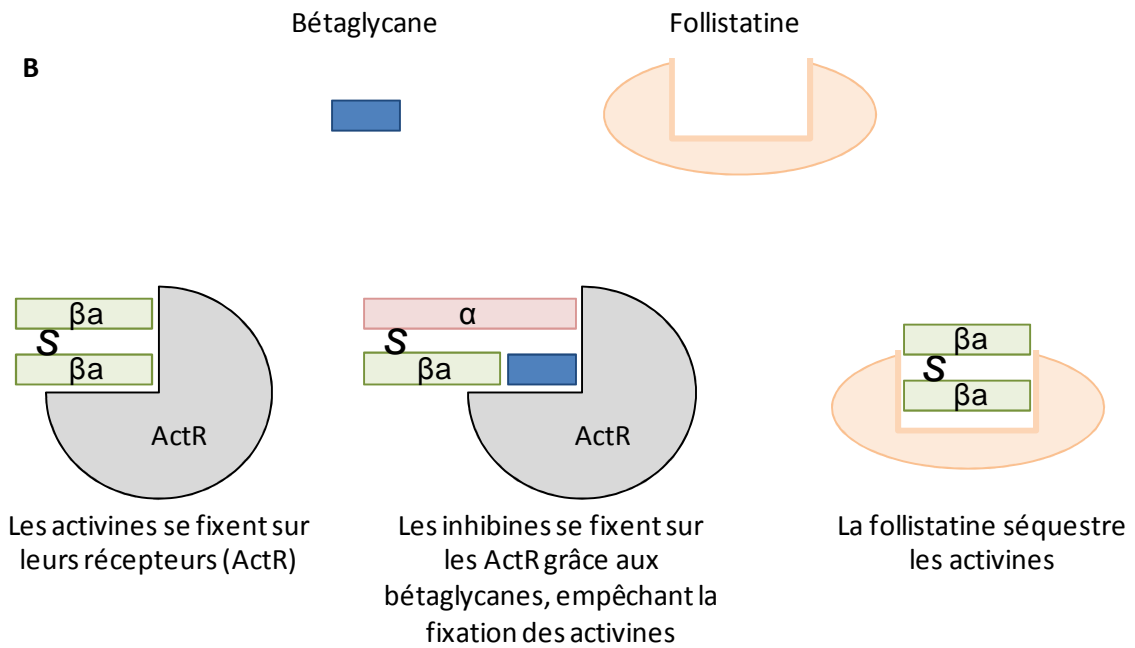 Bétaglycane
Follistatine
B
βa
S
βa
ActR
α
S
βa
ActR
βa
S
βa
Les activines se fixent sur
leurs récepteurs (ActR)
Les inhibines se fixent sur
les ActR grâce aux
bétaglycanes, empêchant la
fixation des activines
La follistatine séquestre
les activines